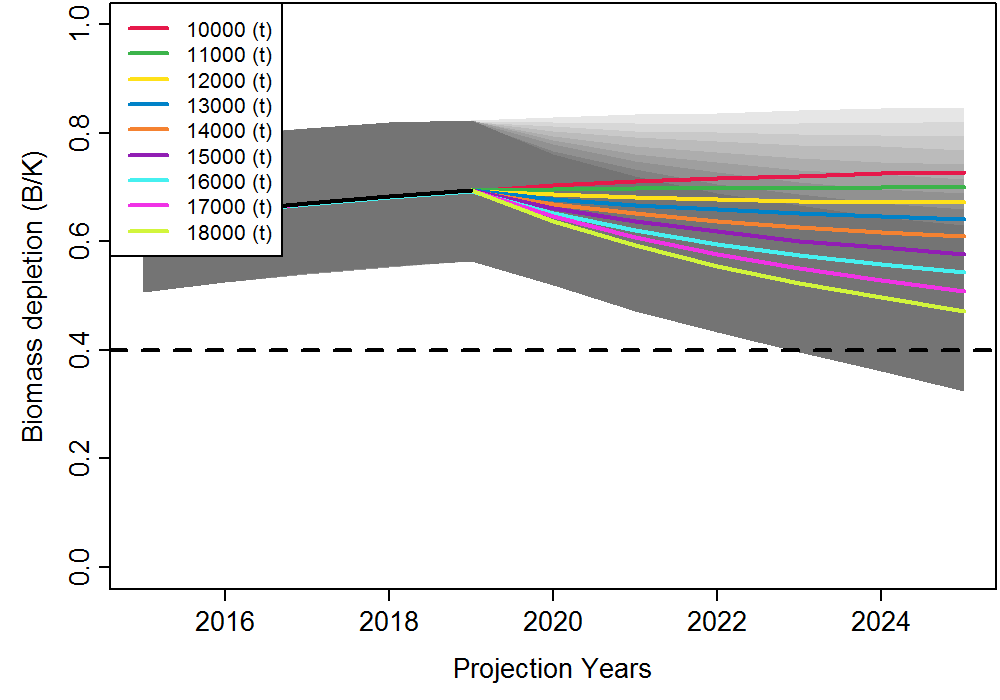 Biomass depletion (B/K)
1.0
0.8
0.6
0.4
0.2
0.0
10000 (t)
11000 (t)
12000 (t)
13000 (t)
14000 (t)
15000 (t)
16000 (t)
17000 (t)
18000 (t)
2016
2018
2020
2022
2024
Projection Years